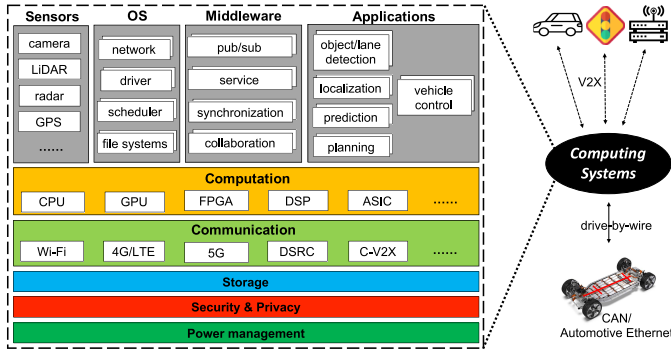 Sensors
OS
Middleware
Applications
camera
LiDAR
radar
GPS
......
network
driver
scheduler
file systems
pub/sub
service
synchronization
collaboration
object/lane
detection
localization
prediction
planning
vehicle
control
Computation
CPU
GPU
FPGA
DSP
ASIC
......
Communication
Wi-Fi
4G/LTE
5G
DSRC
C-V2X
......
Storage
Security & Privacy
Power management
V2X
Computing
Systems
drive-by-wire
CAN/
Automotive Ethernet